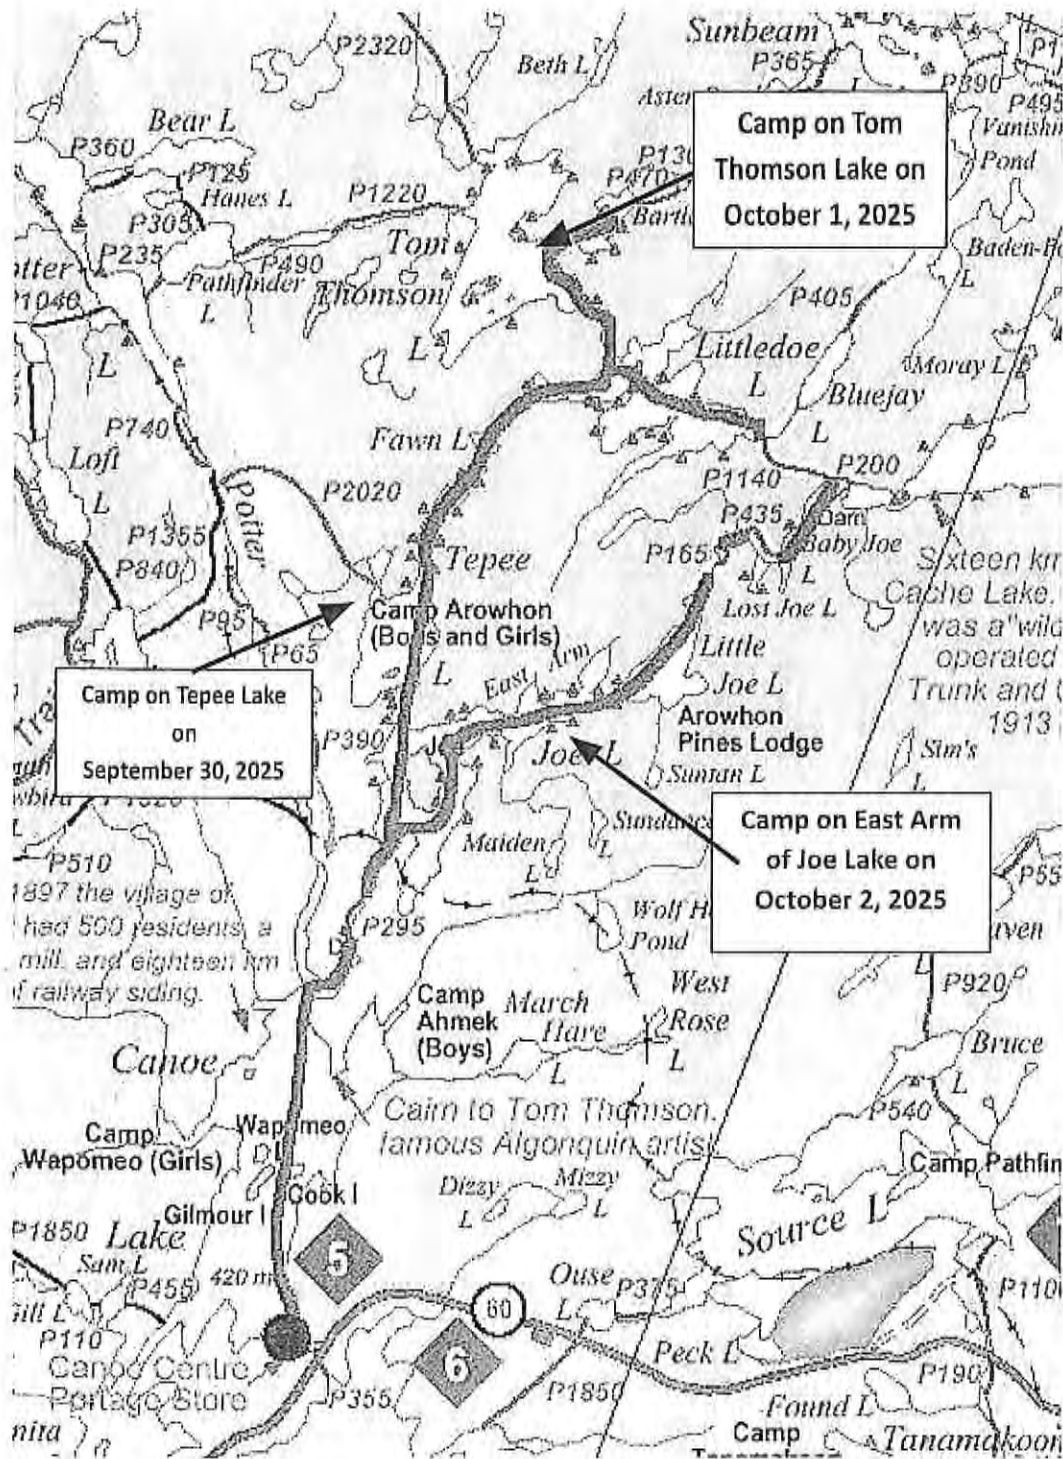 P2320
Beth L
Sunbeam
P365
L
P390
P495
Bear L
P360
P125
Hanes L
P305
P235
P1220
Tom
Thomson
L
P490
Pathfinder
L
P470
Camp on Tom
Thomson Lake on
October 1, 2025
Pond
L
P1040
L
P405
Littledoe
L
Moray L
Bluejay
L
P740
Loft
L
Fawn L
P2020
Potter
P1140
P200
P435
Dam
Baby Joe
L
P165
Lost Joe L
P1355
P840
P95
P65
Tepee
L
Camp Arowhon
(Boys and Girls)
East Arm
Little
Joe L
Arowhon
Pines Lodge
Suntan L
Sixteen km
Cache Lake,
was a "wild
operated
Trunk and
1913
Sim's
L
Camp on Tepee Lake
on
September 30, 2025
P390
Joe L
Sundance
L
Maiden
L
Camp on East Arm
of Joe Lake on
October 2, 2025
P510
1897 the village of
had 500 residents, a
mill, and eighteen km
of railway siding.
P295
Wolf
Pond
P55
L
P920
Camp
Ahmek
(Boys)
March
Hare
L
West
Rose
L
Bruce
L
Canoe
Lake
Cairn to Tom Thomson,
famous Algonquin artist
P540
Camp
Wapomeo (Girls)
Wapomeo
I
Cook I
Gilmour I
Dizzy
L
Mizzy
L
Camp Pathfin
Source L
P1850
Sam L
P455
420 m
Gill L
P110
5
60
6
Ouse
L
P375
P110
Canoe Centre
Portage Store
P355
P1850
Peck L
P190
Found L
Camp
Tanamakoon